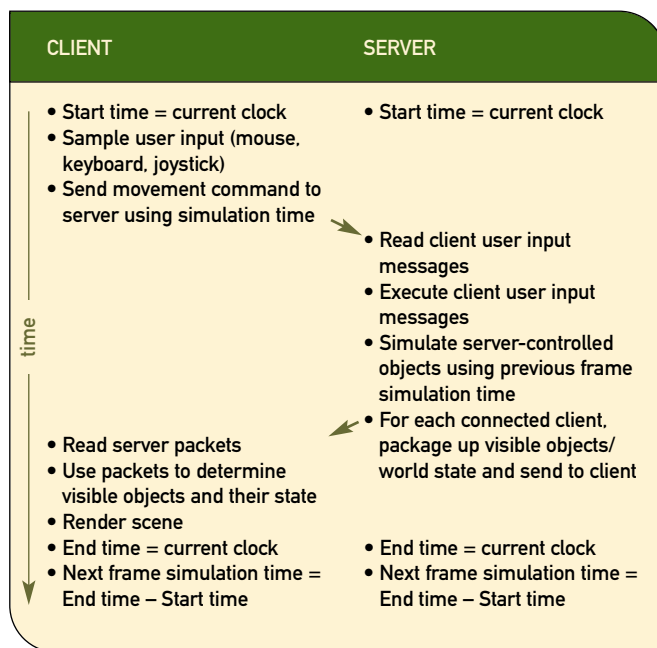 CLIENT
• Start time = current clock
• Sample user input (mouse,
keyboard, joystick)
• Send movement command to
server using simulation time
• Read server packets
• Use packets to determine
visible objects and their state
• Render scene
• End time = current clock
• Next frame simulation time =
End time – Start time
SERVER
• Start time = current clock
• Read client user input
messages
• Execute client user input
messages
• Simulate server-controlled
objects using previous frame
simulation time
• For each connected client,
package up visible objects/
world state and send to client
• End time = current clock
• Next frame simulation time =
End time – Start time
time